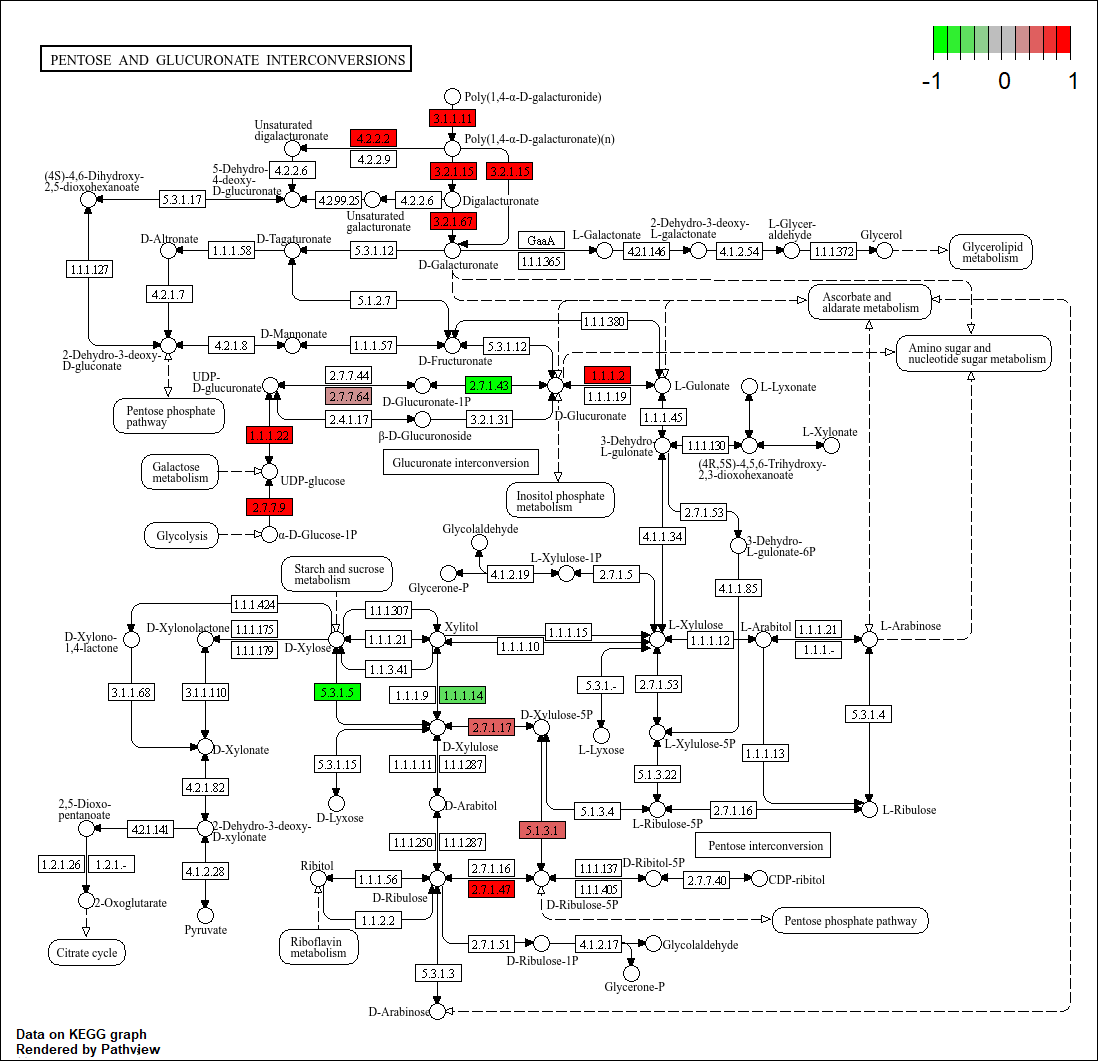 PENTOSE AND GLUCURONATE INTERCONVERSIONS
-1
0
1
Poly(1,4-α-D-galacturonide)
3.1.1.11
Unsaturated
digalacturonate
4.2.2.2
4.2.2.9
Poly(1,4-α-D-galacturonate)(n)
4.2.2.6
3.2.1.15
3.2.1.15
(4S)-4,6-Dihydroxy-
2,5-dioxohexanoate
5.3.1.17
5-Dehydro-
4-deoxy-
D-glucuronate
4.2.99.25
4.2.2.6
Digalacturonate
Unsaturated
galacturonate
3.2.1.67
D-Altronate
1.1.1.58
D-Tagaturonate
5.3.1.12
D-Galacturonate
GaaA
1.1.1.365
L-Galactonate
4.2.1.146
2-Dehydro-3-deoxy-
L-galactonate
4.1.2.54
L-Glycer-
aldehyde
1.1.1.372
Glycerol
Glycerolipid
metabolism
1.1.1.127
4.2.1.7
5.1.2.7
Ascorbate and
aldarate metabolism
1.1.1.380
2-Dehydro-3-deoxy-
D-gluconate
4.2.1.8
D-Mannonate
1.1.1.57
D-Fructuronate
5.3.1.12
Amino sugar and
nucleotide sugar metabolism
UDP-
D-glucuronate
2.7.7.44
2.7.7.64
D-Glucuronate-1P
2.7.1.43
1.1.1.2
1.1.1.19
L-Gulonate
L-Lyxonate
Pentose phosphate
pathway
2.4.1.17
β-D-Glucuronoside
3.2.1.31
D-Glucuronate
1.1.1.45
1.1.1.22
Glucuronate interconversion
3-Dehydro-
L-gulonate
1.1.1.130
L-Xylonate
(4R,5S)-4,5,6-Trihydroxy-
2,3-dioxohexanoate
Galactose
metabolism
UDP-glucose
Inositol phosphate
metabolism
2.7.7.9
2.7.1.53
Glycolysis
α-D-Glucose-1P
Glycolaldehyde
4.1.1.34
3-Dehydro-
L-gulonate-6P
L-Xylulose-1P
Starch and sucrose
metabolism
Glycerone-P
4.1.2.19
2.7.1.5
4.1.1.85
1.1.1.424
1.1.1.307
D-Xylono-
1,4-lactone
D-Xylonolactone
1.1.1.175
1.1.1.179
D-Xylose
1.1.1.21
Xylitol
1.1.1.15
1.1.1.10
L-Xylulose
1.1.1.12
L-Arabitol
1.1.1.21
1.1.1.-
L-Arabinose
1.1.3.41
3.1.1.68
3.1.1.110
5.3.1.5
1.1.1.9
1.1.1.14
5.3.1.-
2.7.1.53
5.3.1.4
2.7.1.17
D-Xylulose-5P
D-Xylulose
D-Xylonate
L-Lyxose
L-Xylulose-5P
1.1.1.13
5.3.1.15
1.1.1.11
1.1.1.287
5.1.3.22
4.2.1.82
D-Lyxose
D-Arabitol
5.1.3.4
L-Ribulose-5P
2.7.1.16
L-Ribulose
2,5-Dioxo-
pentanoate
4.2.1.141
2-Dehydro-3-deoxy-
D-xylonate
5.1.3.1
1.1.1.250
1.1.1.287
Pentose interconversion
1.2.1.26
1.2.1.-
4.1.2.28
Ribitol
1.1.1.56
D-Ribulose
2.7.1.16
2.7.1.47
1.1.1.137
1.1.1.405
D-Ribitol-5P
2.7.7.40
CDP-ribitol
2-Oxoglutarate
Pyruvate
1.1.2.2
D-Ribulose-5P
Pentose phosphate pathway
Citrate cycle
Riboflavin
metabolism
2.7.1.51
D-Ribulose-1P
4.1.2.17
Glycolaldehyde
5.3.1.3
Glycerone-P
D-Arabinose
Data on KEGG graph
Rendered by Pathview